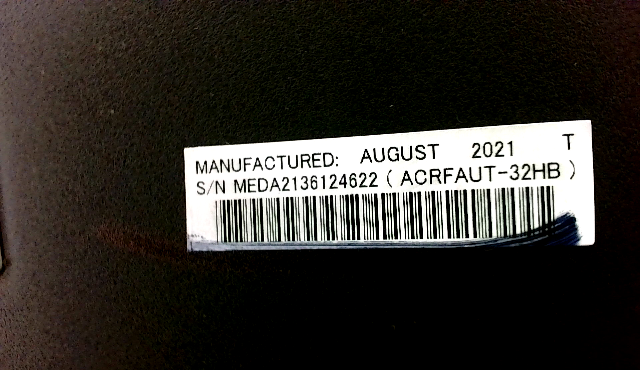 MANUFACTURED: AUGUST 2021 T
S/N MEDA2136124622 ( ACRFAUT-32HB )